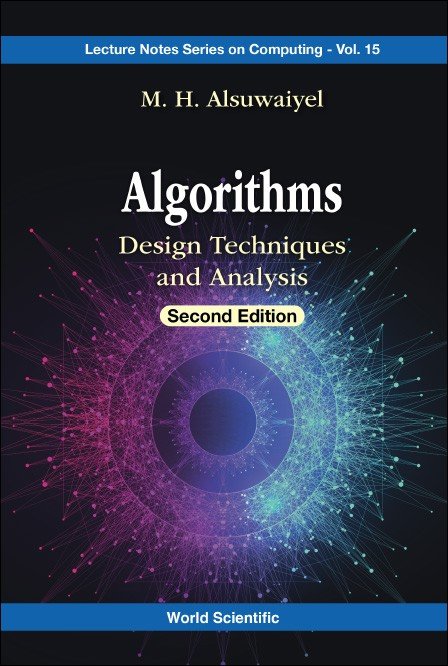 Lecture Notes Series on Computing - Vol. 15
M. H. Alsuwaiyel
Algorithms
Design Techniques
and Analysis
Second Edition
World Scientific